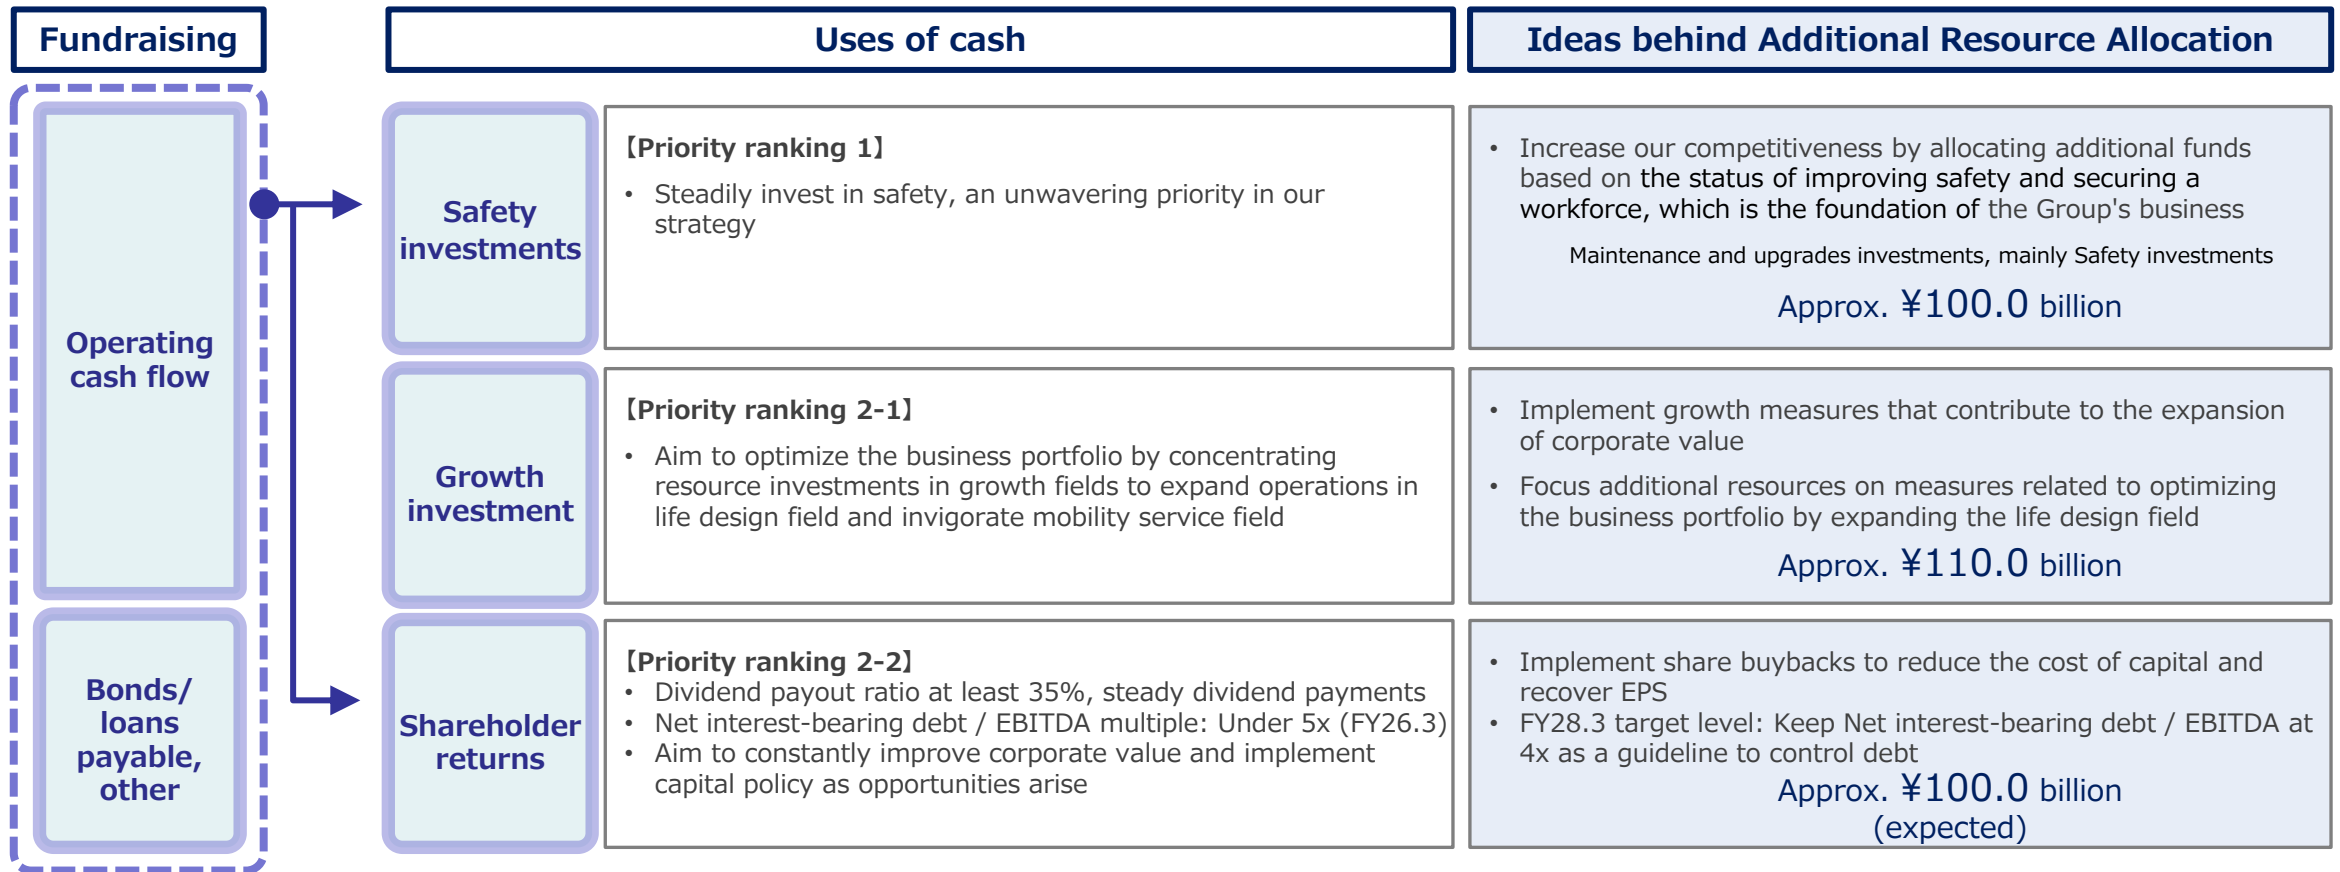 Fundraising
Uses of cash
Ideas behind Additional Resource Allocation
Operating
cash flow
Bonds/
loans
payable,
other
Safety
investments
【Priority ranking 1】
• Steadily invest in safety, an unwavering priority in our
strategy
• Increase our competitiveness by allocating additional funds
based on the status of improving safety and securing a
workforce, which is the foundation of the Group's business
Maintenance and upgrades investments, mainly Safety investments
Approx. ¥100.0 billion
Growth
investment
【Priority ranking 2-1】
• Aim to optimize the business portfolio by concentrating
resource investments in growth fields to expand operations in
life design field and invigorate mobility service field
• Implement growth measures that contribute to the expansion
of corporate value
• Focus additional resources on measures related to optimizing
the business portfolio by expanding the life design field
Approx. ¥110.0 billion
Shareholder
returns
【Priority ranking 2-2】
• Dividend payout ratio at least 35%, steady dividend payments
• Net interest-bearing debt / EBITDA multiple: Under 5x (FY26.3)
• Aim to constantly improve corporate value and implement
capital policy as opportunities arise
• Implement share buybacks to reduce the cost of capital and
recover EPS
• FY28.3 target level: Keep Net interest-bearing debt / EBITDA at
4x as a guideline to control debt
Approx. ¥100.0 billion
(expected)